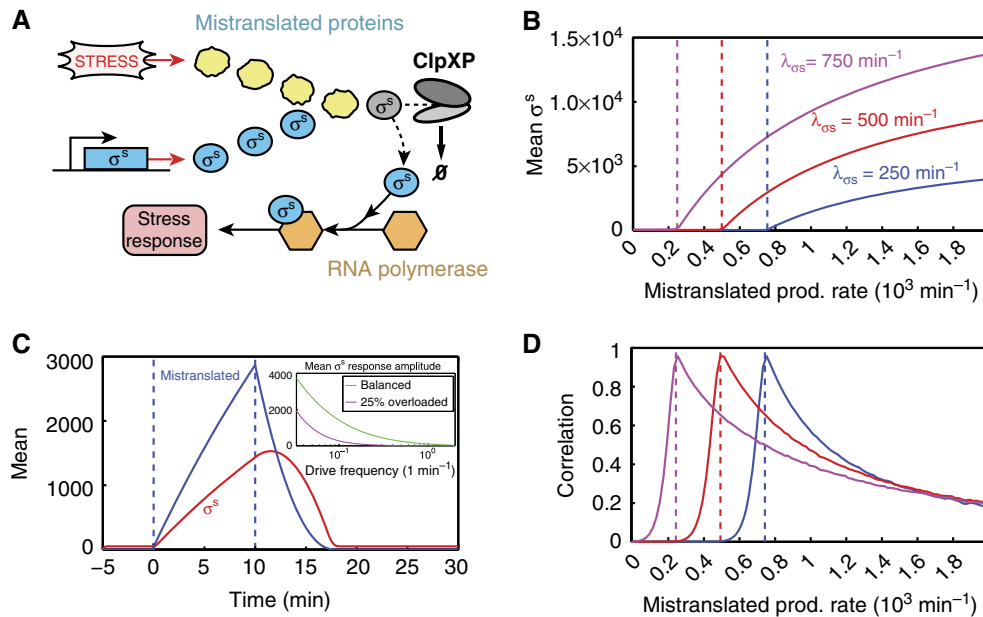 A
Mistranslated proteins
STRESS
ClpXP
σˢ
σˢ
σˢ
σˢ
σˢ
Ø
σˢ
σˢ
Stress
response
RNA polymerase
B
1.5×10⁴
1×10⁴
5×10³
0
Mean σˢ
λσs = 750 min⁻¹
λσs = 500 min⁻¹
λσs = 250 min⁻¹
0 0.2 0.4 0.6 0.8 1 1.2 1.4 1.6 1.8
Mistranslated prod. rate (10³ min⁻¹)
C
3000
2000
1000
0
Mean
Mistranslated
σˢ
Mean σˢ response amplitude
4000
2000
0
Balanced
25% overloaded
10⁻¹ 10⁰
Drive frequency (1 min⁻¹)
−5 0 5 10 15 20 25 30
Time (min)
D
1
0.8
0.6
0.4
0.2
0
Correlation
0 0.2 0.4 0.6 0.8 1 1.2 1.4 1.6 1.8
Mistranslated prod. rate (10³ min⁻¹)